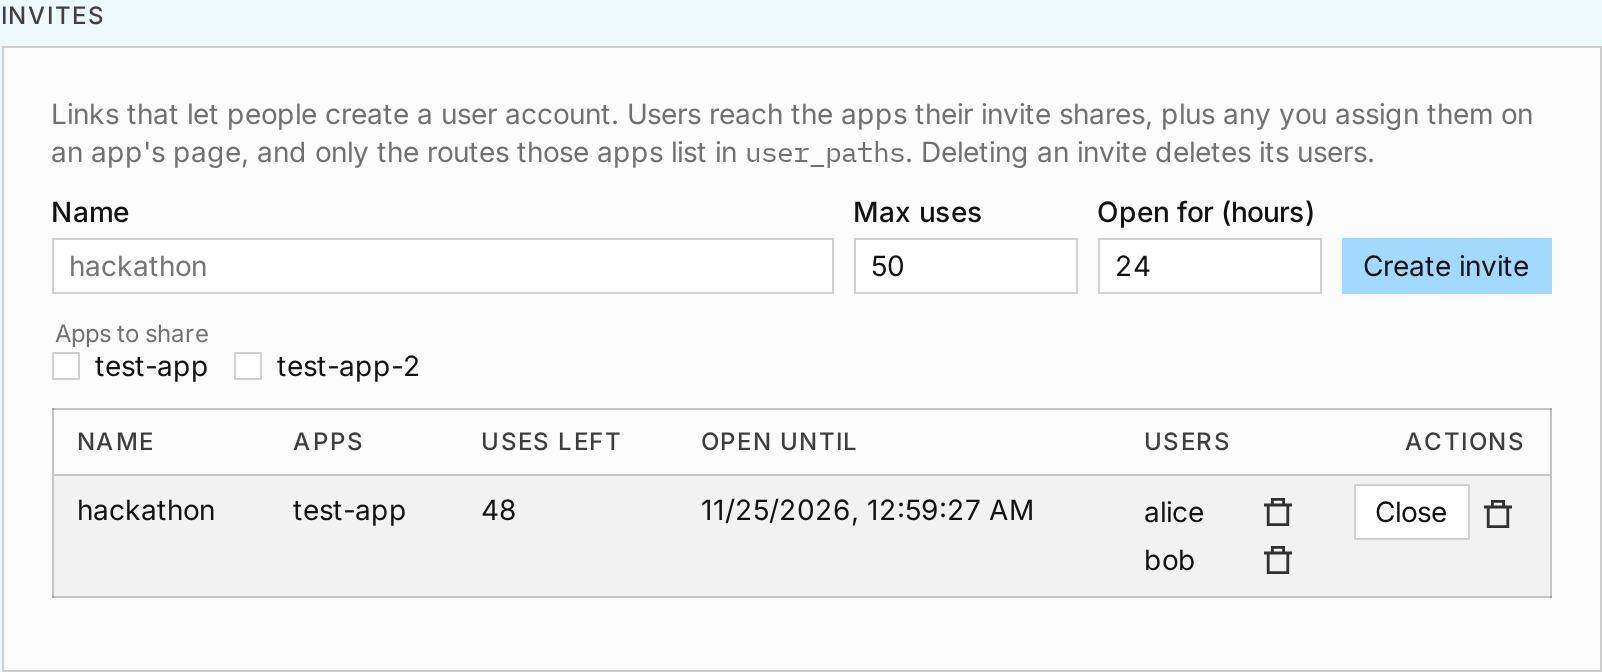 INVITES
Links that let people create a user account. Users reach the apps their invite shares, plus any you assign them on
an app's page, and only the routes those apps list in user_paths. Deleting an invite deletes its users.
Name Max uses Open for (hours)
hackathon 50 24 Create invite
Apps to share
test-app test-app-2
NAME APPS USES LEFT OPEN UNTIL USERS ACTIONS
hackathon test-app 48 11/25/2026, 12:59:27 AM alice Close
bob